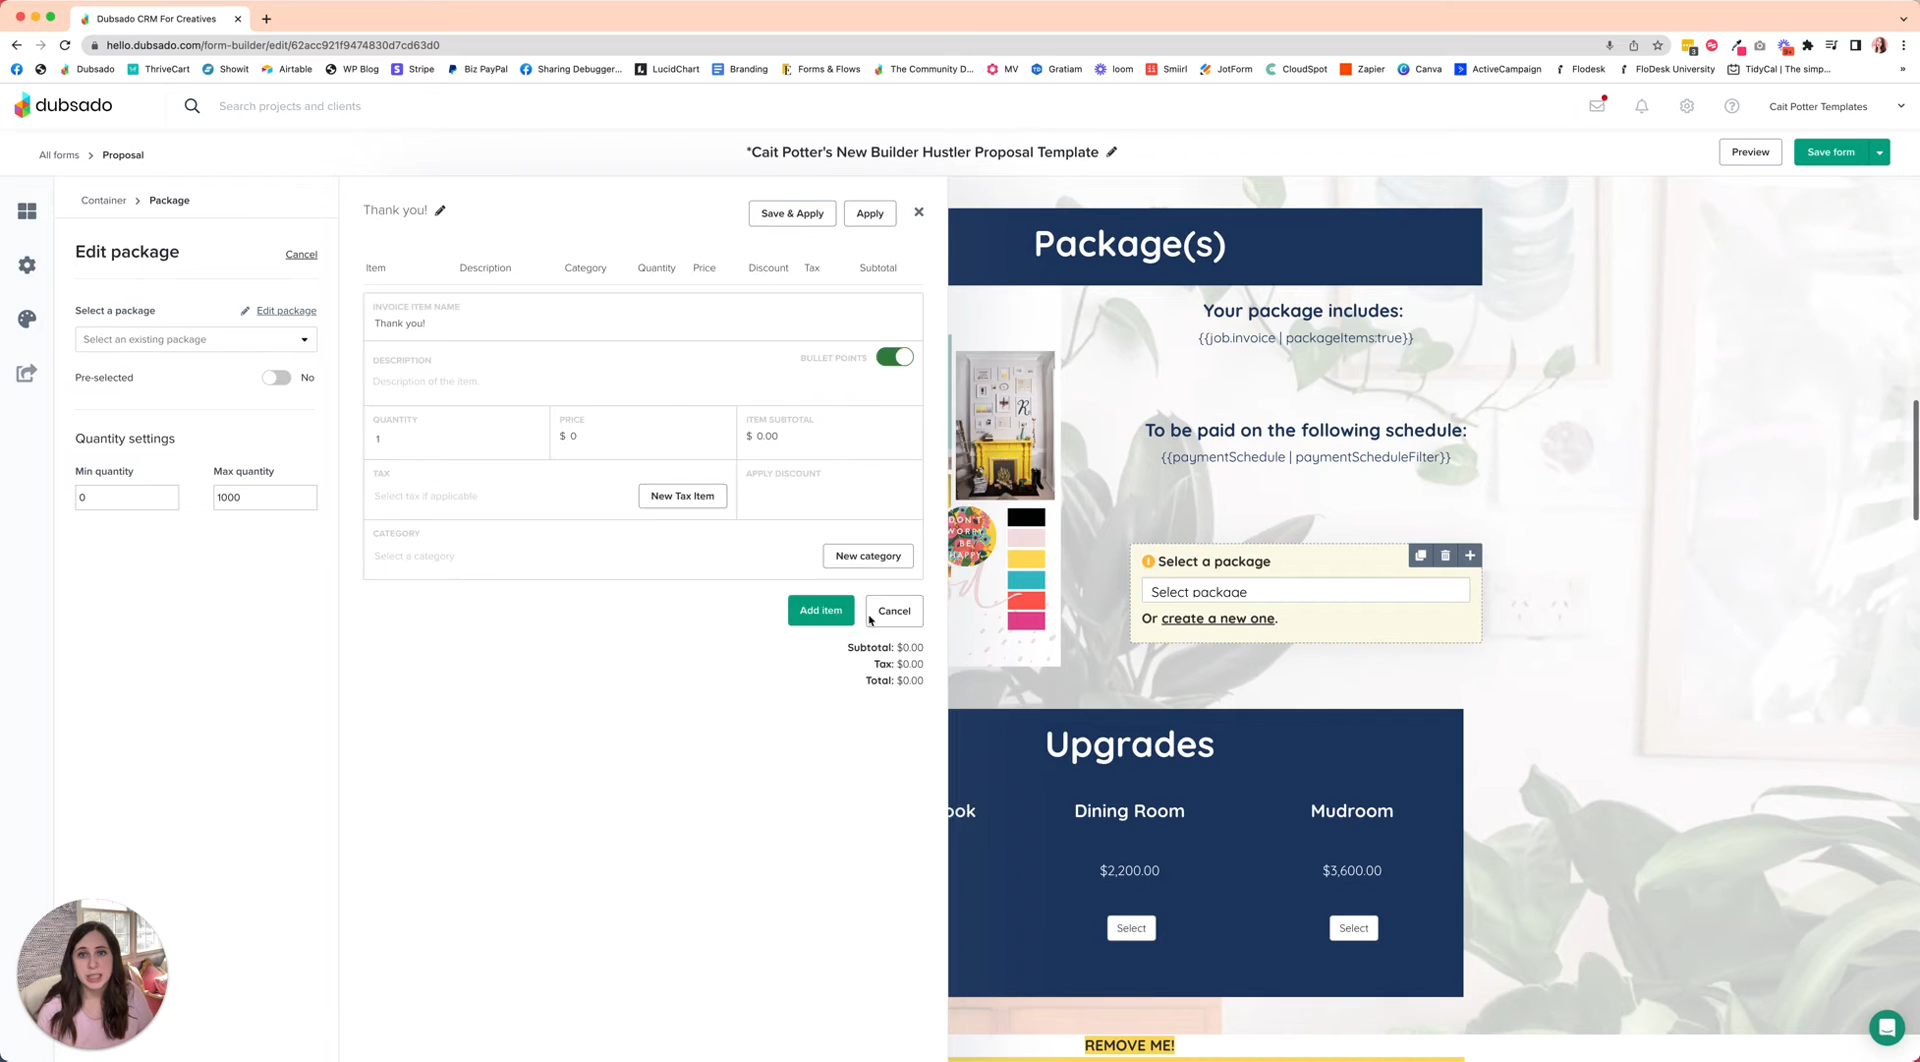 Dubsado CRM For Creatives
hello.dubsado.com/form-builder/edit/62acc921f9474830d7cd63d0
Dubsado
ThriveCart
Showit
Airtable
WP Blog
Stripe
Biz PayPal
Sharing Debugger...
LucidChart
Branding
Forms & Flows
The Community D...
MV
Gratiam
loom
Smiirl
JotForm
CloudSpot
Zapier
Canva
ActiveCampaign
Flodesk
FloDesk University
TidyCal | The simp...
dubsado
Search projects and clients
Cait Potter Templates
All forms > Proposal
*Cait Potter's New Builder Hustler Proposal Template
Preview
Save form
Container > Package
Edit package
Cancel
Select a package
Edit package
Select an existing package
Pre-selected
No
Quantity settings
Min quantity
Max quantity
0
1000
Thank you!
Save & Apply
Apply
Item Description Category Quantity Price Discount Tax Subtotal
INVOICE ITEM NAME
Thank you!
DESCRIPTION
BULLET POINTS
Description of the item.
QUANTITY
PRICE
ITEM SUBTOTAL
1
$ 0
$ 0.00
TAX
APPLY DISCOUNT
Select tax if applicable
New Tax Item
CATEGORY
Select a category
New category
Add item
Cancel
Subtotal: $0.00
Tax: $0.00
Total: $0.00
Package(s)
Your package includes:
{{job.invoice | packageItems:true}}
To be paid on the following schedule:
{{paymentSchedule | paymentScheduleFilter}}
R
DON'T
WORRY
BE
HAPPY
Select a package
Select package
Or create a new one.
Upgrades
ook
Dining Room
Mudroom
$2,200.00
$3,600.00
Select
Select
REMOVE ME!